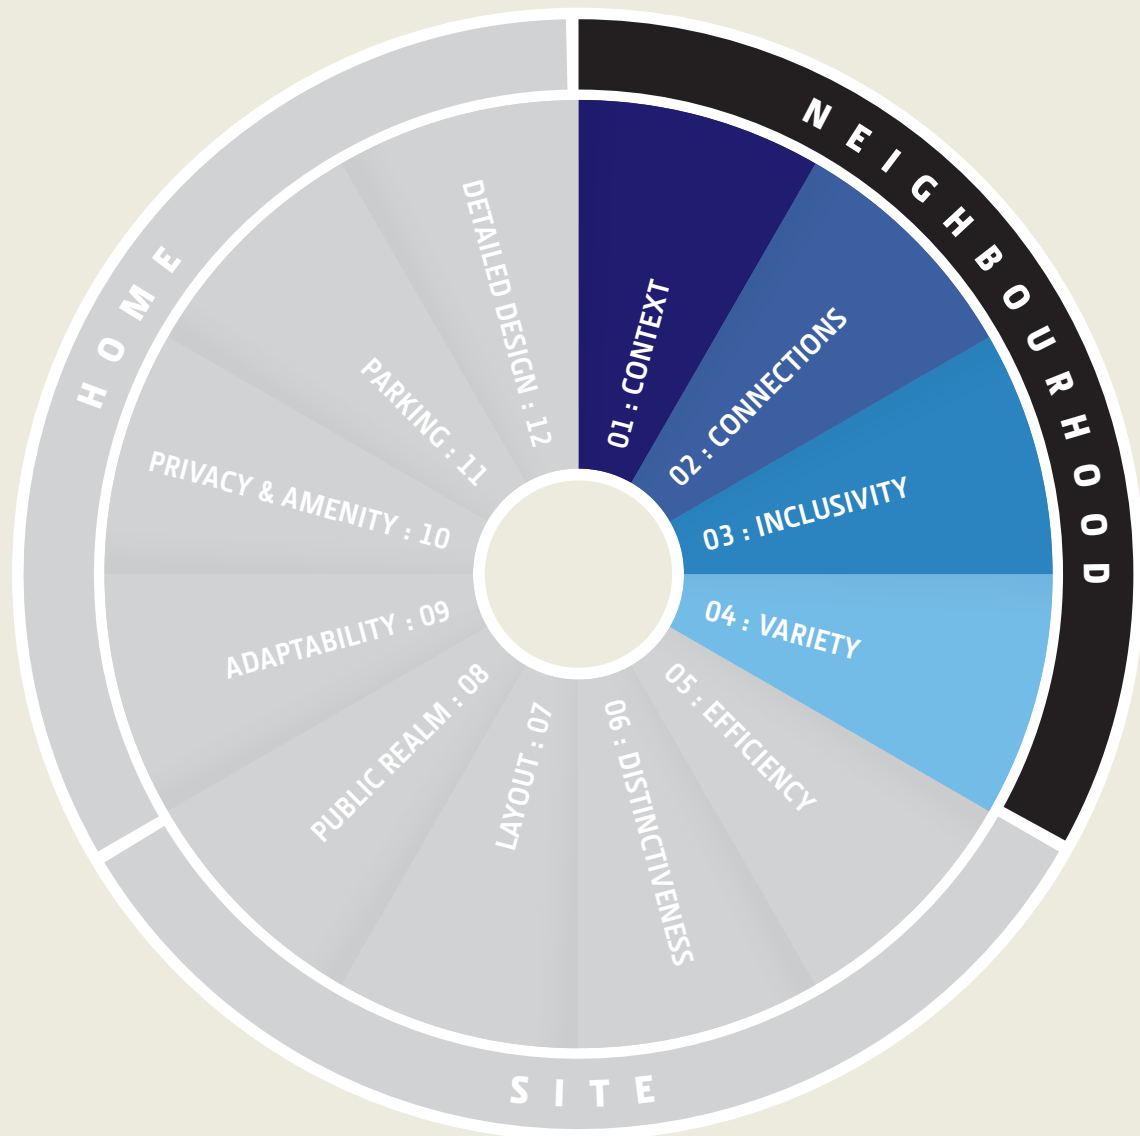 NEIGHBOURHOOD
01 : CONTEXT
02 : CONNECTIONS
03 : INCLUSIVITY
04 : VARIETY
SITE
05 : EFFICIENCY
06 : DISTINCTIVENESS
LAYOUT : 07
PUBLIC REALM : 08
HOME
ADAPTABILITY : 09
PRIVACY & AMENITY : 10
PARKING : 11
DETAILED DESIGN : 12